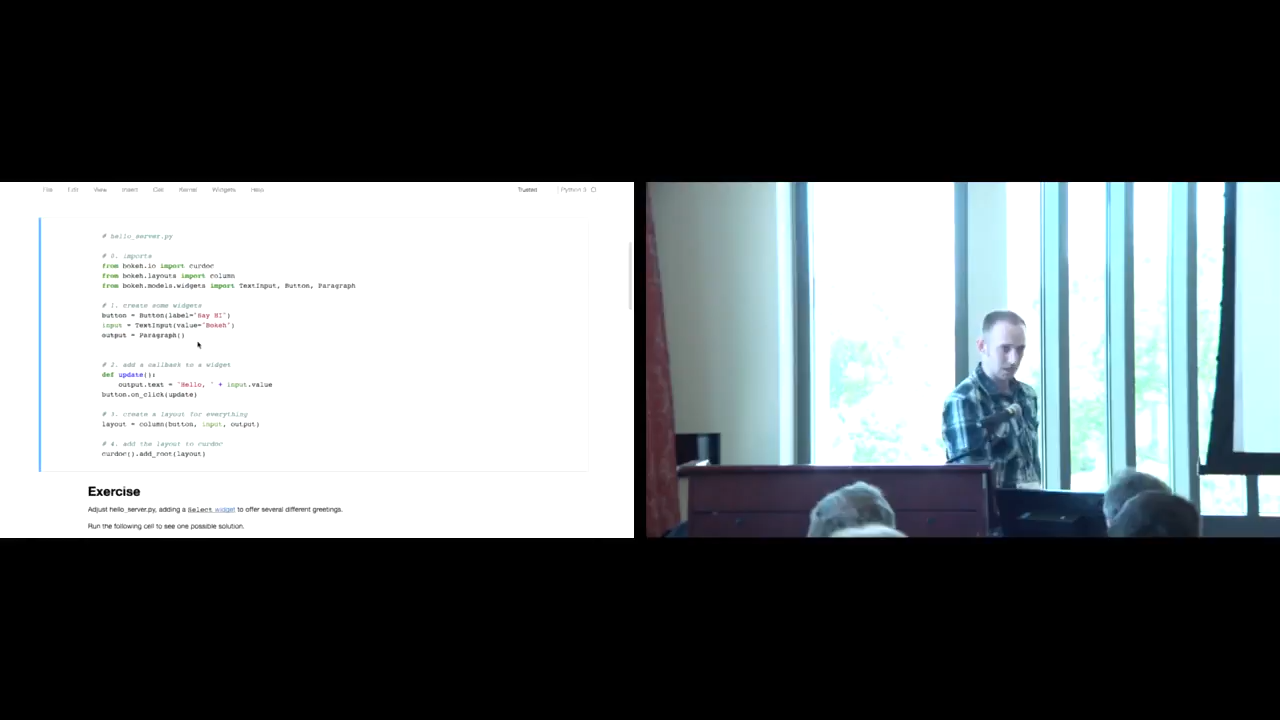 File Edit View Insert Cell Kernel Widgets Help Trusted Python 3
# hello_server.py
# 0. imports
from bokeh.io import curdoc
from bokeh.layouts import column
from bokeh.models.widgets import TextInput, Button, Paragraph
# 1. create some widgets
button = Button(label="Say HI")
input = TextInput(value="Bokeh")
output = Paragraph()
# 2. add a callback to a widget
def update():
output.text = "Hello, " + input.value
button.on_click(update)
# 3. create a layout for everything
layout = column(button, input, output)
# 4. add the layout to curdoc
curdoc().add_root(layout)
Exercise
Adjust hello_server.py, adding a Select widget to offer several different greetings.
Run the following cell to see one possible solution.